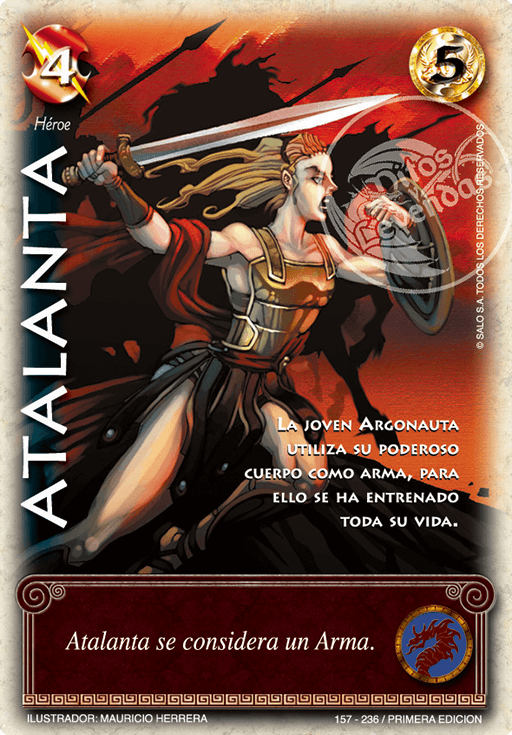 4
5
Héroe
ATALANTA
Mitos
Leyendas
© SALO S.A. TODOS LOS DERECHOS RESERVADOS
LA JOVEN ARGONAUTA
UTILIZA SU PODEROSO
CUERPO COMO ARMA, PARA
ELLO SE HA ENTRENADO
TODA SU VIDA.
Atalanta se considera un Arma.
ILUSTRADOR: MAURICIO HERRERA
157 - 236 / PRIMERA EDICION